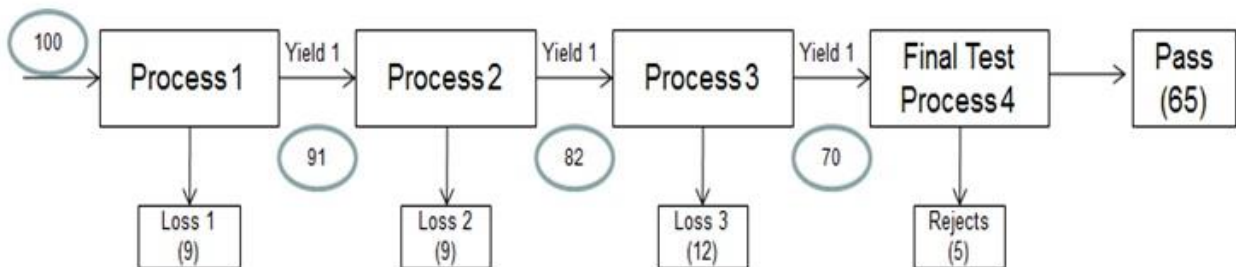 100
Process 1
Yield 1
Process 2
Yield 1
Process 3
Yield 1
Final Test
Process 4
Pass
(65)
91
82
70
Loss 1
(9)
Loss 2
(9)
Loss 3
(12)
Rejects
(5)